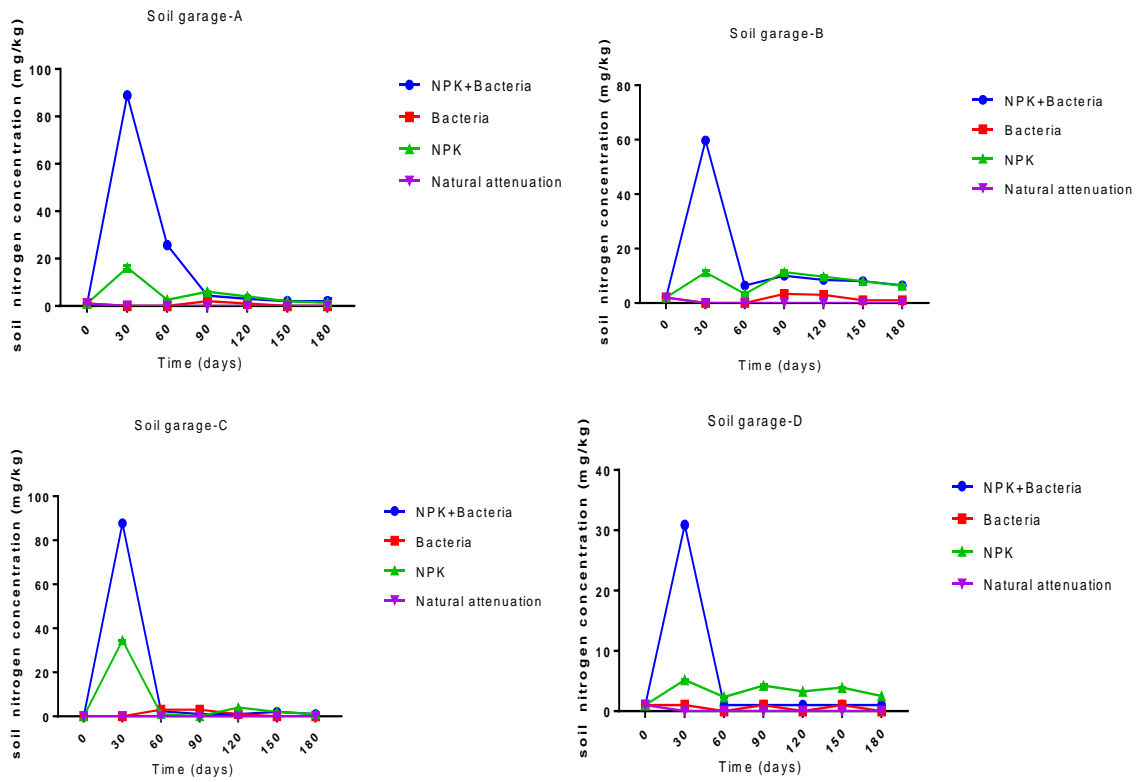 Soil garage-A
soil nitrogen concentration (mg/kg)
100
80
60
40
20
0
0 30 60 90 120 150 180
Time (days)
NPK+Bacteria
Bacteria
NPK
Natural attenuation
Soil garage-B
soil nitrogen concentration (mg/kg)
80
60
40
20
0
0 30 60 90 120 150 180
Time (days)
NPK+Bacteria
Bacteria
NPK
Natural attenuation
Soil garage-C
soil nitrogen concentration (mg/kg)
100
80
60
40
20
0
0 30 60 90 120 150 180
Time (days)
NPK+Bacteria
Bacteria
NPK
Natural attenuation
Soil garage-D
soil nitrogen concentration (mg/kg)
40
30
20
10
0
0 30 60 90 120 150 180
Time (days)
NPK+Bacteria
Bacteria
NPK
Natural attenuation